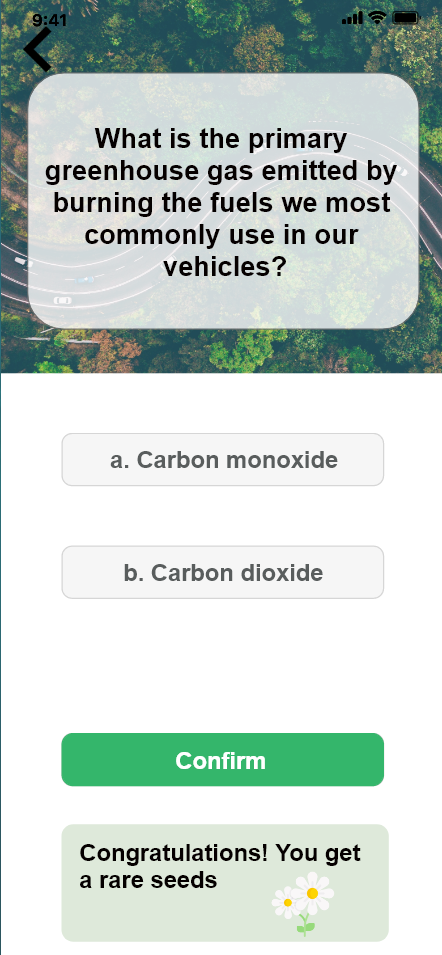 9:41
What is the primary
greenhouse gas emitted by
burning the fuels we most
commonly use in our
vehicles?
a. Carbon monoxide
b. Carbon dioxide
Confirm
Congratulations! You get
a rare seeds